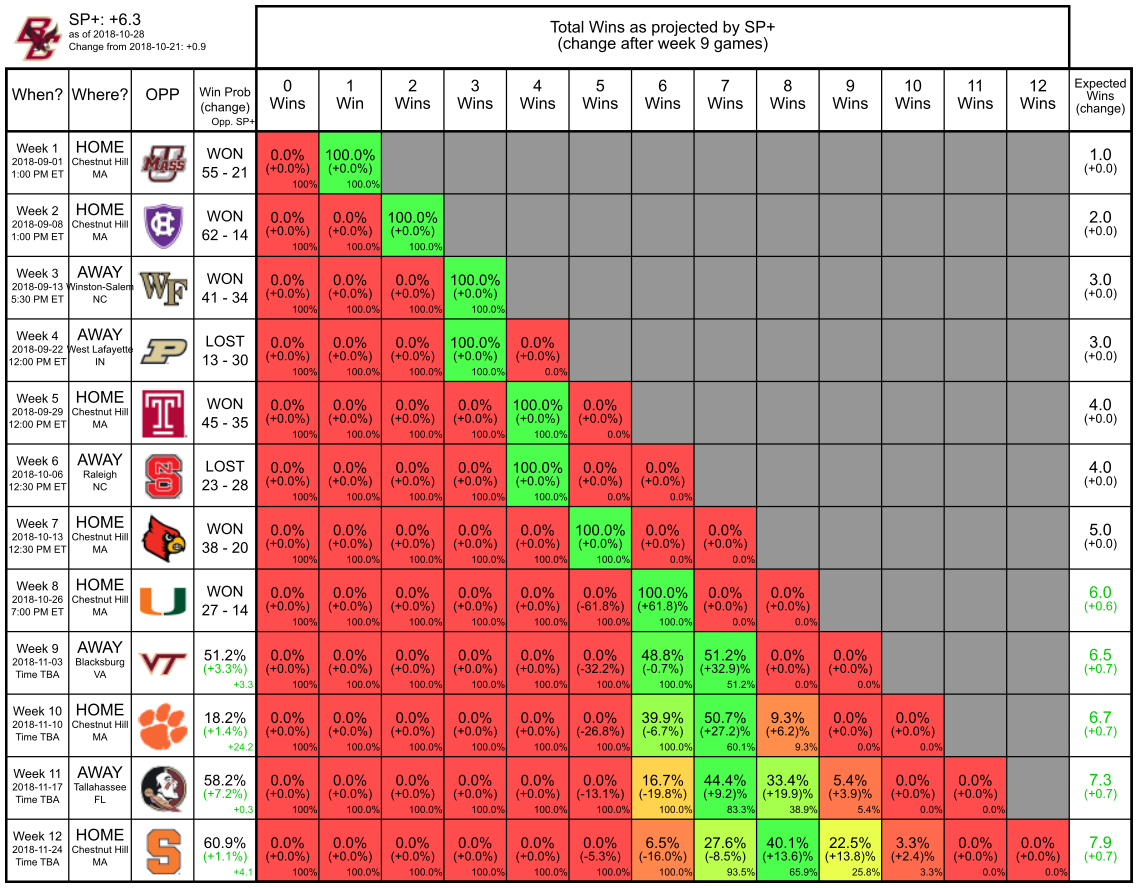 SP+: +6.3
as of 2018-10-28
Change from 2018-10-21: +0.9
Total Wins as projected by SP+
(change after week 9 games)
When? Where? OPP Win Prob (change) Opp. SP+ 0 Wins 1 Win 2 Wins 3 Wins 4 Wins 5 Wins 6 Wins 7 Wins 8 Wins 9 Wins 10 Wins 11 Wins 12 Wins Expected Wins (change)
Week 1 HOME WON 0.0% 100.0% 1.0
2018-09-01 Chestnut Hill MASS (+0.0%) (+0.0%) (+0.0)
1:00 PM ET MA 55 - 21 100% 100.0%
Week 2 HOME WON 0.0% 0.0% 100.0% 2.0
2018-09-08 Chestnut Hill HC (+0.0%) (+0.0%) (+0.0%) (+0.0)
1:00 PM ET MA 62 - 14 100% 100.0% 100.0%
Week 3 AWAY WON 0.0% 0.0% 0.0% 100.0% 3.0
2018-09-13 Winston-Salem WF (+0.0%) (+0.0%) (+0.0%) (+0.0%) (+0.0)
5:30 PM ET NC 41 - 34 100% 100.0% 100.0% 100.0%
Week 4 AWAY LOST 0.0% 0.0% 0.0% 100.0% 0.0% 3.0
2018-09-22 West Lafayette P (+0.0%) (+0.0%) (+0.0%) (+0.0%) (+0.0%) (+0.0)
12:00 PM ET IN 13 - 30 100% 100.0% 100.0% 100.0% 0.0%
Week 5 HOME WON 0.0% 0.0% 0.0% 0.0% 100.0% 0.0% 4.0
2018-09-29 Chestnut Hill T (+0.0%) (+0.0%) (+0.0%) (+0.0%) (+0.0%) (+0.0%) (+0.0)
12:00 PM ET MA 45 - 35 100% 100.0% 100.0% 100.0% 100.0% 0.0%
Week 6 AWAY LOST 0.0% 0.0% 0.0% 0.0% 100.0% 0.0% 0.0% 4.0
2018-10-06 Raleigh NCS (+0.0%) (+0.0%) (+0.0%) (+0.0%) (+0.0%) (+0.0%) (+0.0%) (+0.0)
12:30 PM ET NC 23 - 28 100% 100.0% 100.0% 100.0% 100.0% 0.0% 0.0%
Week 7 HOME WON 0.0% 0.0% 0.0% 0.0% 0.0% 100.0% 0.0% 0.0% 5.0
2018-10-13 Chestnut Hill (+0.0%) (+0.0%) (+0.0%) (+0.0%) (+0.0%) (+0.0%) (+0.0%) (+0.0%) (+0.0)
12:30 PM ET MA 38 - 20 100% 100.0% 100.0% 100.0% 100.0% 100.0% 0.0% 0.0%
Week 8 HOME WON 0.0% 0.0% 0.0% 0.0% 0.0% 0.0% 100.0% 0.0% 0.0% 6.0
2018-10-26 Chestnut Hill U (+0.0%) (+0.0%) (+0.0%) (+0.0%) (+0.0%) (-61.8%) (+61.8)% (+0.0%) (+0.0%) (+0.6)
7:00 PM ET MA 27 - 14 100% 100.0% 100.0% 100.0% 100.0% 100.0% 100.0% 0.0% 0.0%
Week 9 AWAY 51.2% 0.0% 0.0% 0.0% 0.0% 0.0% 0.0% 48.8% 51.2% 0.0% 0.0% 6.5
2018-11-03 Blacksburg VT (+3.3%) (+0.0%) (+0.0%) (+0.0%) (+0.0%) (+0.0%) (-32.2%) (-0.7%) (+32.9)% (+0.0%) (+0.0%) (+0.7)
Time TBA VA +3.3 100% 100.0% 100.0% 100.0% 100.0% 100.0% 100.0% 51.2% 0.0% 0.0%
Week 10 HOME 18.2% 0.0% 0.0% 0.0% 0.0% 0.0% 0.0% 39.9% 50.7% 9.3% 0.0% 0.0% 6.7
2018-11-10 Chestnut Hill (+1.4%) (+0.0%) (+0.0%) (+0.0%) (+0.0%) (+0.0%) (-26.8%) (-6.7%) (+27.2)% (+6.2)% (+0.0%) (+0.0%) (+0.7)
Time TBA MA +24.2 100% 100.0% 100.0% 100.0% 100.0% 100.0% 100.0% 60.1% 9.3% 0.0% 0.0%
Week 11 AWAY 58.2% 0.0% 0.0% 0.0% 0.0% 0.0% 0.0% 16.7% 44.4% 33.4% 5.4% 0.0% 0.0% 7.3
2018-11-17 Tallahassee (+7.2%) (+0.0%) (+0.0%) (+0.0%) (+0.0%) (+0.0%) (-13.1%) (-19.8%) (+9.2)% (+19.9)% (+3.9)% (+0.0%) (+0.0%) (+0.7)
Time TBA FL +0.3 100% 100.0% 100.0% 100.0% 100.0% 100.0% 100.0% 83.3% 38.9% 5.4% 0.0% 0.0%
Week 12 HOME 60.9% 0.0% 0.0% 0.0% 0.0% 0.0% 0.0% 6.5% 27.6% 40.1% 22.5% 3.3% 0.0% 0.0% 7.9
2018-11-24 Chestnut Hill S (+1.1%) (+0.0%) (+0.0%) (+0.0%) (+0.0%) (+0.0%) (-5.3%) (-16.0%) (-8.5%) (+13.6)% (+13.8)% (+2.4)% (+0.0%) (+0.0%) (+0.7)
Time TBA MA +4.1 100% 100.0% 100.0% 100.0% 100.0% 100.0% 100.0% 93.5% 65.9% 25.8% 3.3% 0.0% 0.0%